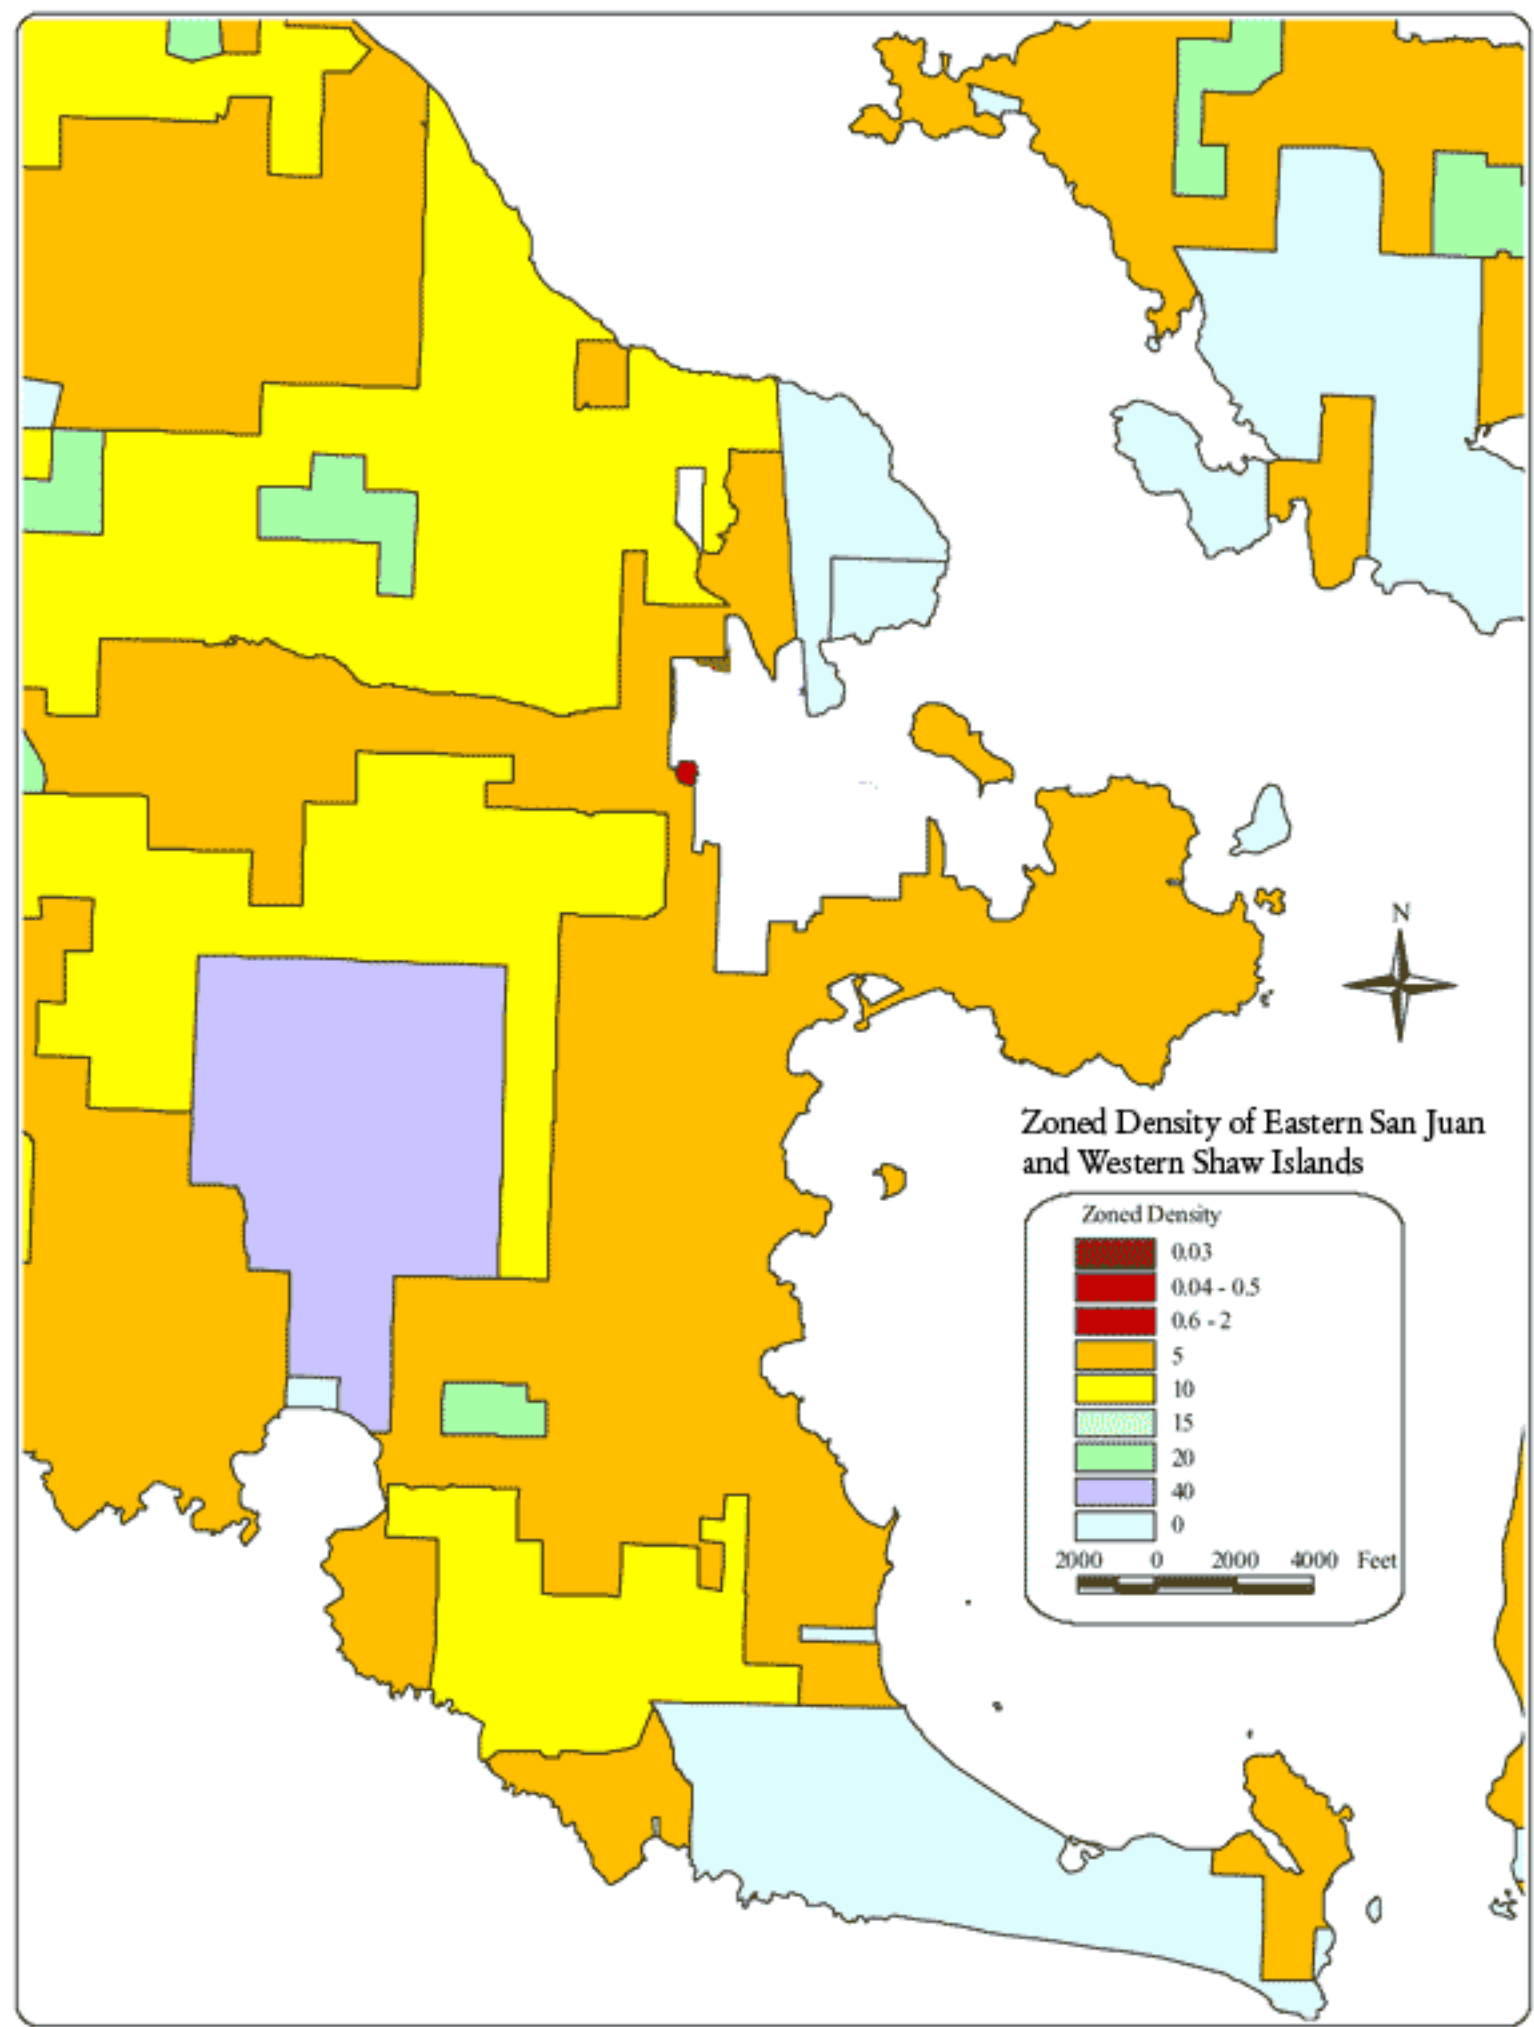 N
Zoned Density of Eastern San Juan
and Western Shaw Islands
Zoned Density
0.03
0.04 - 0.5
0.6 - 2
5
10
15
20
40
0
2000 0 2000 4000 Feet